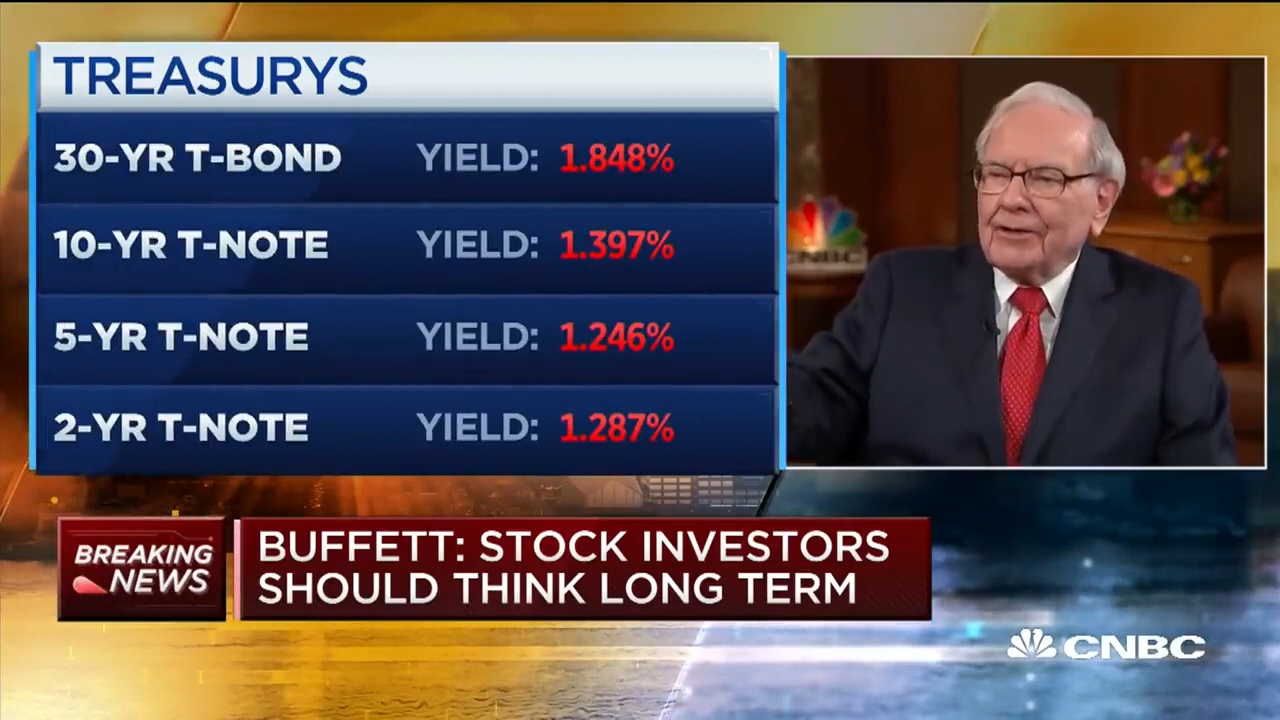 TREASURYS
30-YR T-BOND YIELD: 1.848%
10-YR T-NOTE YIELD: 1.397%
5-YR T-NOTE YIELD: 1.246%
2-YR T-NOTE YIELD: 1.287%
CNBC
BREAKING
NEWS
BUFFETT: STOCK INVESTORS
SHOULD THINK LONG TERM
CNBC